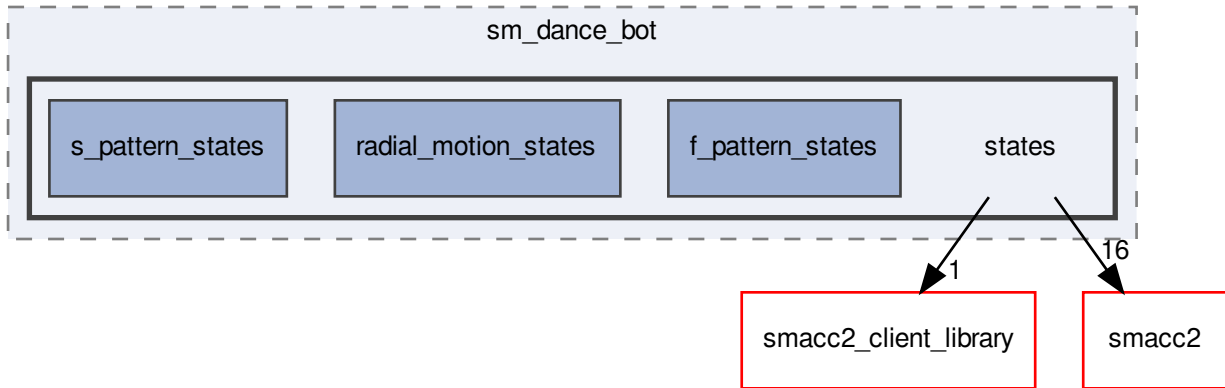 sm_dance_bot
s_pattern_states
radial_motion_states
f_pattern_states
states
1
16
smacc2_client_library
smacc2